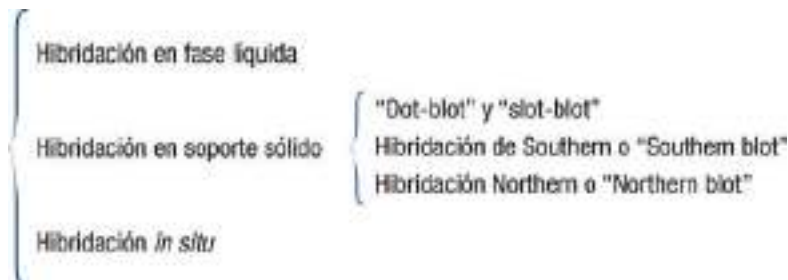 Hibridación en fase líquida
Hibridación en soporte sólido
"Dot-blot" y "slot-blot"
Hibridación de Southern o "Southern blot"
Hibridación Northern o "Northern blot"
Hibridación in situ